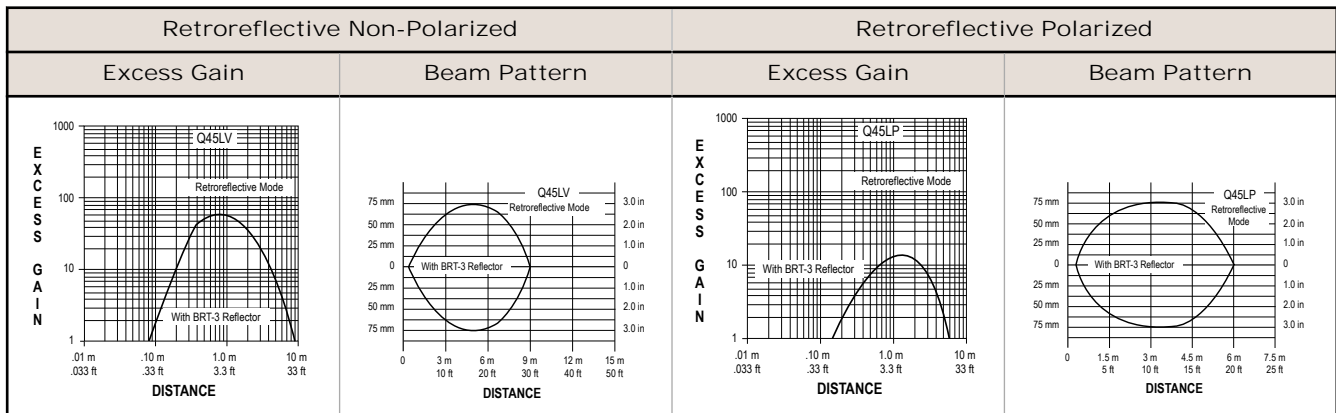 Retroreflective Non-Polarized
Retroreflective Polarized
Excess Gain
Beam Pattern
Excess Gain
Beam Pattern
1000
100
10
1
EXCESS GAIN
Q45LV
Retroreflective Mode
With BRT-3 Reflector
.01 m .10 m 1.0 m 10 m
.033 ft .33 ft 3.3 ft 33 ft
DISTANCE
75 mm
50 mm
25 mm
0
25 mm
50 mm
75 mm
Q45LV
Retroreflective Mode
With BRT-3 Reflector
3.0 in
2.0 in
1.0 in
0
1.0 in
2.0 in
3.0 in
0 3 m 6 m 9 m 12 m 15 m
10 ft 20 ft 30 ft 40 ft 50 ft
DISTANCE
1000
100
10
1
EXCESS GAIN
Q45LP
Retroreflective Mode
With BRT-3 Reflector
.01 m .10 m 1.0 m 10 m
.033 ft .33 ft 3.3 ft 33 ft
DISTANCE
75 mm
50 mm
25 mm
0
25 mm
50 mm
75 mm
Q45LP
Retroreflective
Mode
With BRT-3 Reflector
3.0 in
2.0 in
1.0 in
0
1.0 in
2.0 in
3.0 in
0 1.5 m 3 m 4.5 m 6 m 7.5 m
5 ft 10 ft 15 ft 20 ft 25 ft
DISTANCE